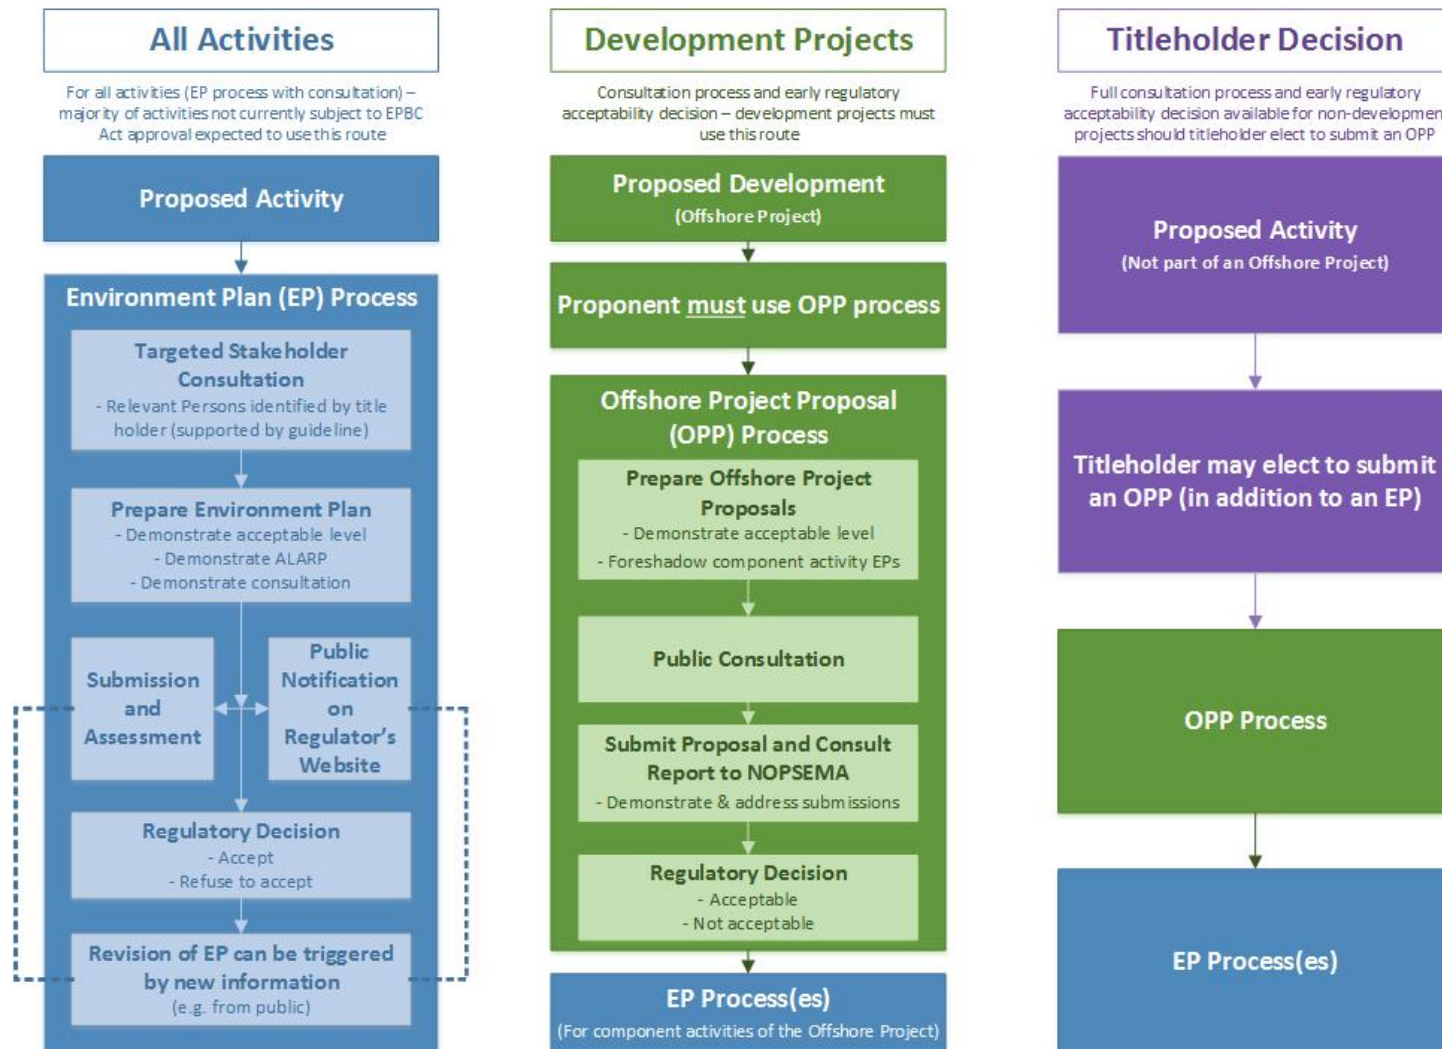 All Activities
For all activities (EP process with consultation) –
majority of activities not currently subject to EPBC
Act approval expected to use this route
Proposed Activity
Environment Plan (EP) Process
Targeted Stakeholder
Consultation
- Relevant Persons identified by title
holder (supported by guideline)
Prepare Environment Plan
- Demonstrate acceptable level
- Demonstrate ALARP
- Demonstrate consultation
Submission
and
Assessment
Public
Notification
on
Regulator's
Website
Regulatory Decision
- Accept
- Refuse to accept
Revision of EP can be triggered
by new information
(e.g. from public)
Development Projects
Consultation process and early regulatory
acceptability decision – development projects must
use this route
Proposed Development
(Offshore Project)
Proponent must use OPP process
Offshore Project Proposal
(OPP) Process
Prepare Offshore Project
Proposals
- Demonstrate acceptable level
- Foreshadow component activity EPs
Public Consultation
Submit Proposal and Consult
Report to NOPSEMA
- Demonstrate & address submissions
Regulatory Decision
- Acceptable
- Not acceptable
EP Process(es)
(For component activities of the Offshore Project)
Titleholder Decision
Full consultation process and early regulatory
acceptability decision available for non-development
projects should titleholder elect to submit an OPP
Proposed Activity
(Not part of an Offshore Project)
Titleholder may elect to submit
an OPP (in addition to an EP)
OPP Process
EP Process(es)